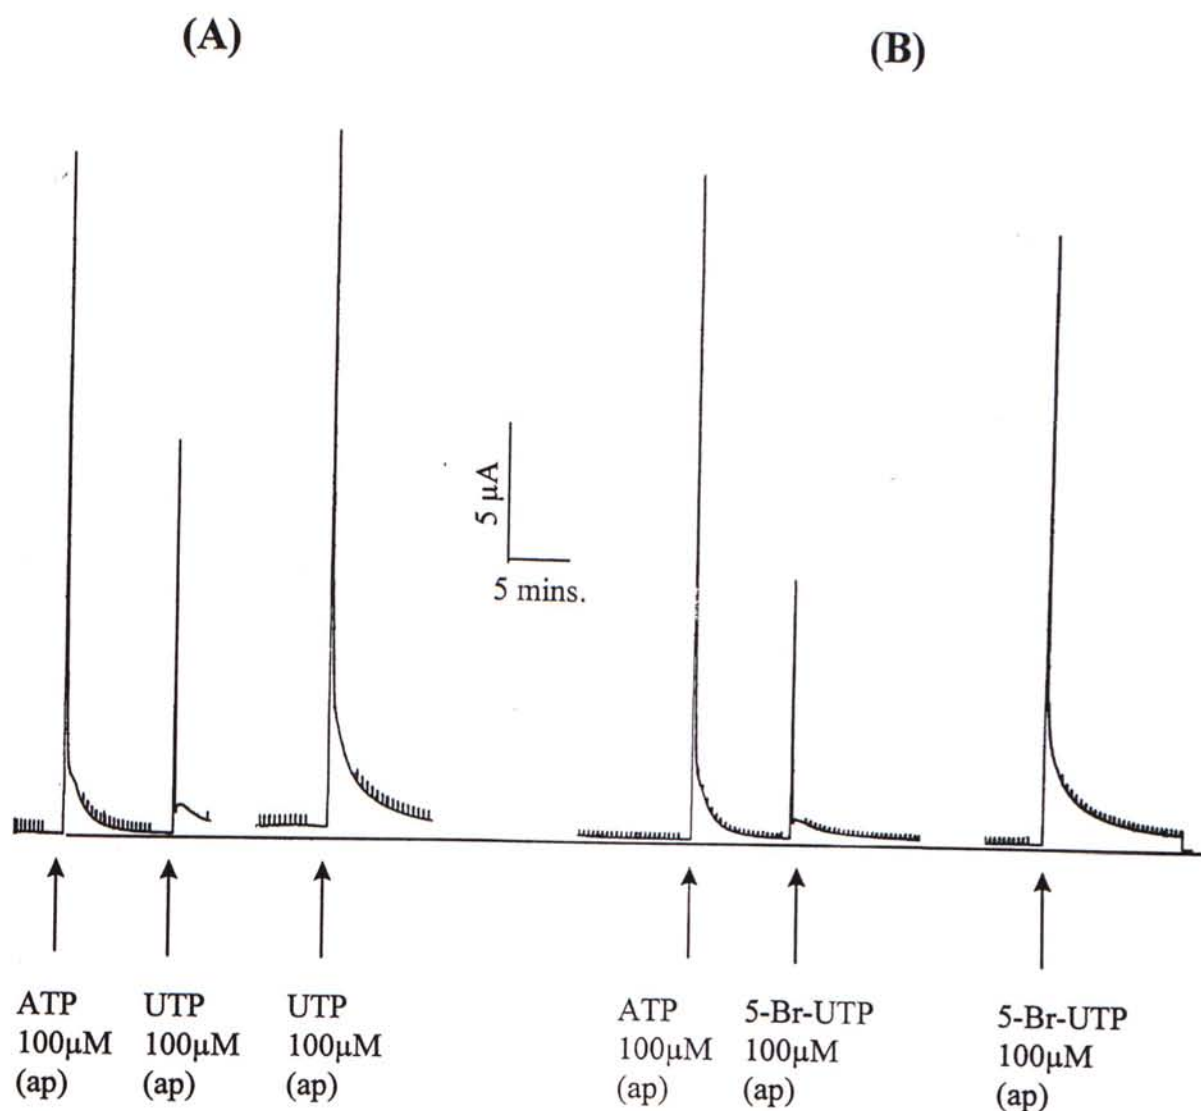 (A)
(B)
5 µA
5 mins.
ATP
100µM
(ap)
UTP
100µM
(ap)
UTP
100µM
(ap)
ATP
100µM
(ap)
5-Br-UTP
100µM
(ap)
5-Br-UTP
100µM
(ap)